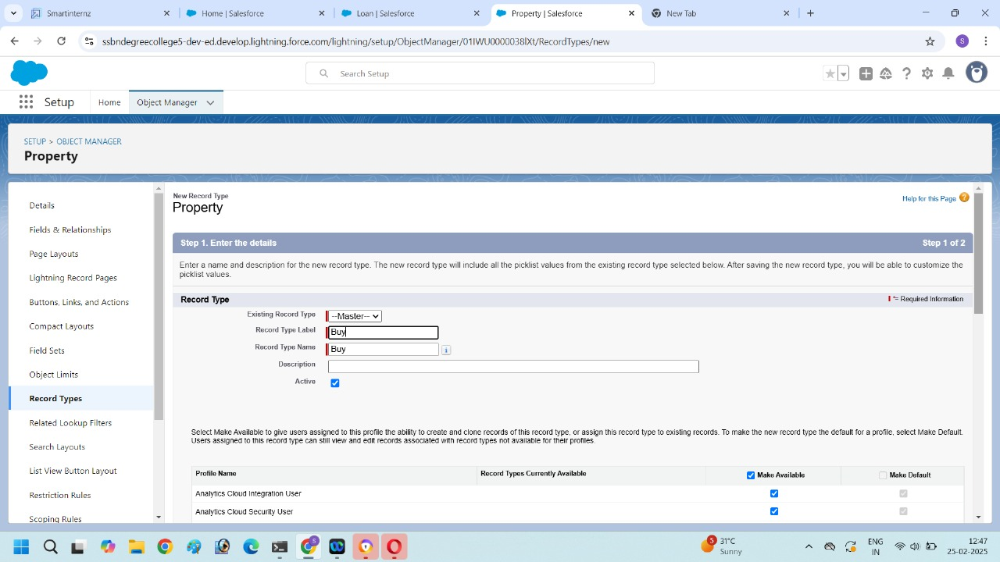 Smartinternz
Home | Salesforce
Loan | Salesforce
Property | Salesforce
New Tab
ssbndegreecollege5-dev-ed.develop.lightning.force.com/lightning/setup/ObjectManager/01IWU0000038lXt/RecordTypes/new
S
Search Setup
Setup
Home
Object Manager
SETUP > OBJECT MANAGER
Property
Details
Fields & Relationships
Page Layouts
Lightning Record Pages
Buttons, Links, and Actions
Compact Layouts
Field Sets
Object Limits
Record Types
Related Lookup Filters
Search Layouts
List View Button Layout
Restriction Rules
Scoping Rules
New Record Type
Property
Help for this Page
Step 1. Enter the details
Step 1 of 2
Enter a name and description for the new record type. The new record type will include all the picklist values from the existing record type selected below. After saving the new record type, you will be able to customize the
picklist values.
Record Type
* = Required Information
Existing Record Type --Master--
Record Type Label Buy
Record Type Name Buy
Description
Active
Select Make Available to give users assigned to this profile the ability to create and clone records of this record type, or assign this record type to existing records. To make the new record type the default for a profile, select Make Default.
Users assigned to this record type can still view and edit records associated with record types not available for their profiles.
Profile Name Record Types Currently Available Make Available Make Default
Analytics Cloud Integration User
Analytics Cloud Security User
5
31°C
Sunny
ENG
IN
12:47
25-02-2025